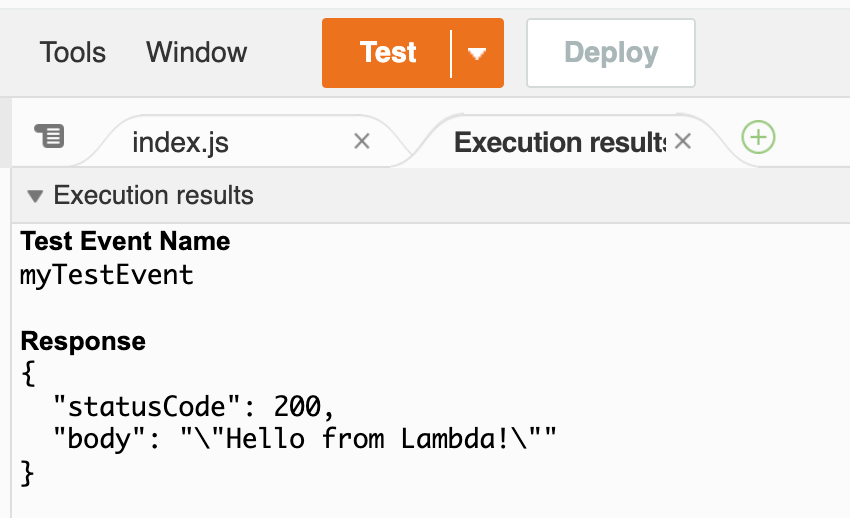 Tools Window Test Deploy
index.js Execution results
Execution results
Test Event Name
myTestEvent
Response
{
"statusCode": 200,
"body": "\"Hello from Lambda!\""
}